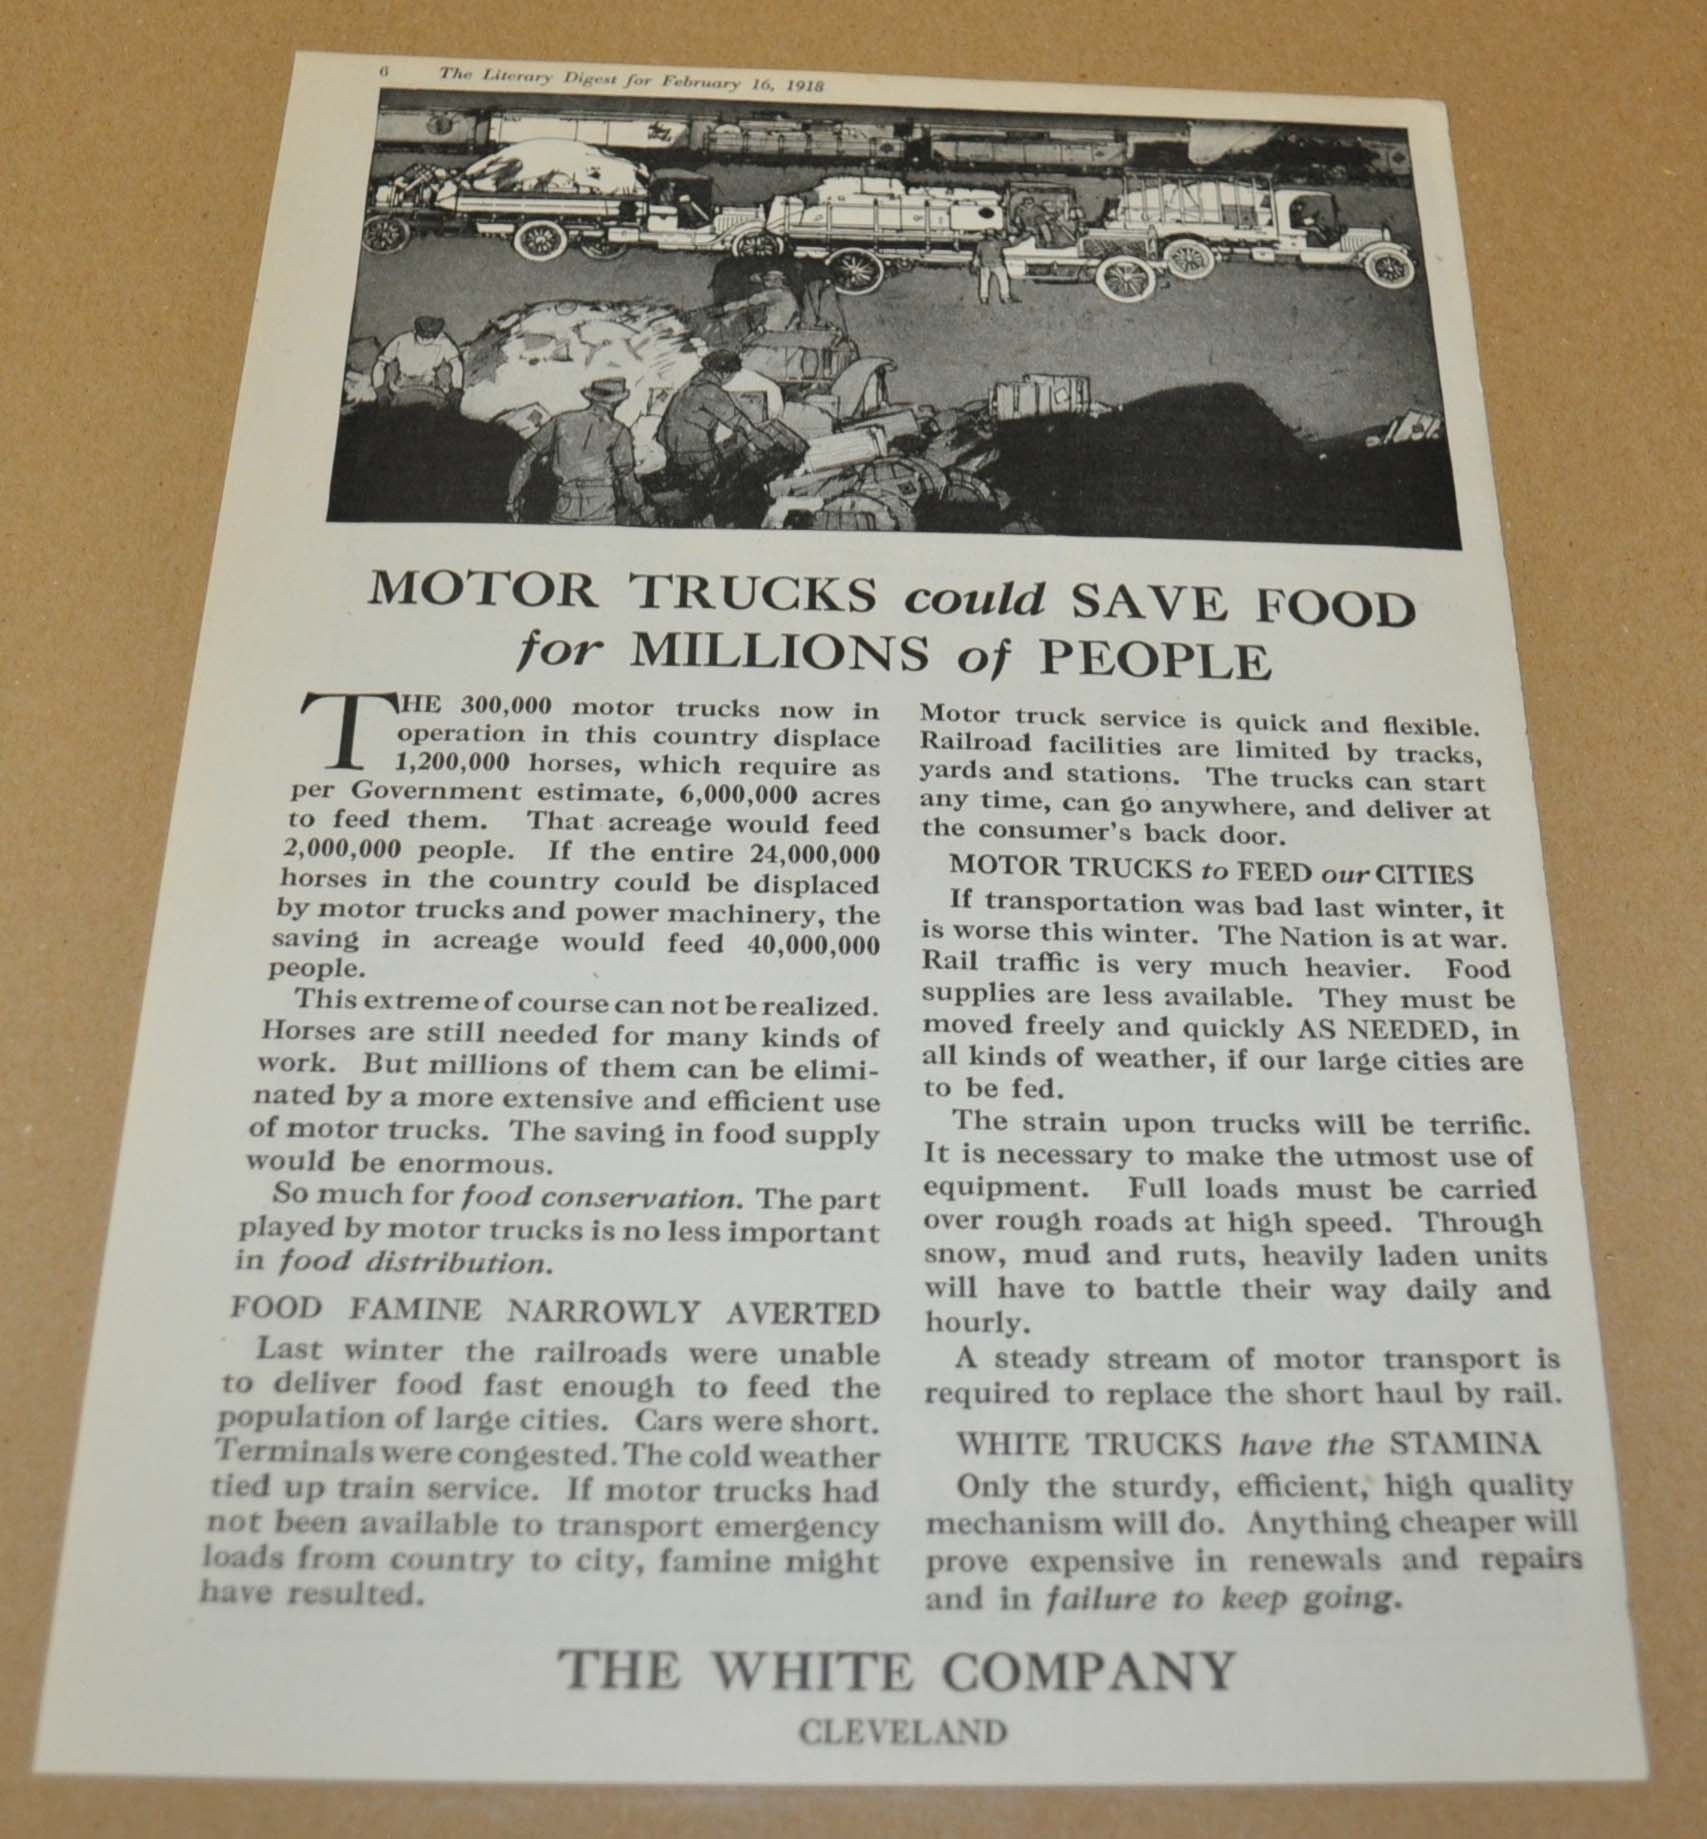 6 The Literary Digest for February 16, 1918
MOTOR TRUCKS could SAVE FOOD
for MILLIONS of PEOPLE
THE 300,000 motor trucks now in
operation in this country displace
1,200,000 horses, which require as
per Government estimate, 6,000,000 acres
to feed them. That acreage would feed
2,000,000 people. If the entire 24,000,000
horses in the country could be displaced
by motor trucks and power machinery, the
saving in acreage would feed 40,000,000
people.
This extreme of course can not be realized.
Horses are still needed for many kinds of
work. But millions of them can be elimi-
nated by a more extensive and efficient use
of motor trucks. The saving in food supply
would be enormous.
So much for food conservation. The part
played by motor trucks is no less important
in food distribution.
FOOD FAMINE NARROWLY AVERTED
Last winter the railroads were unable
to deliver food fast enough to feed the
population of large cities. Cars were short.
Terminals were congested. The cold weather
tied up train service. If motor trucks had
not been available to transport emergency
loads from country to city, famine might
have resulted.
Motor truck service is quick and flexible.
Railroad facilities are limited by tracks,
yards and stations. The trucks can start
any time, can go anywhere, and deliver at
the consumer's back door.
MOTOR TRUCKS to FEED our CITIES
If transportation was bad last winter, it
is worse this winter. The Nation is at war.
Rail traffic is very much heavier. Food
supplies are less available. They must be
moved freely and quickly AS NEEDED, in
all kinds of weather, if our large cities are
to be fed.
The strain upon trucks will be terrific.
It is necessary to make the utmost use of
equipment. Full loads must be carried
over rough roads at high speed. Through
snow, mud and ruts, heavily laden units
will have to battle their way daily and
hourly.
A steady stream of motor transport is
required to replace the short haul by rail.
WHITE TRUCKS have the STAMINA
Only the sturdy, efficient, high quality
mechanism will do. Anything cheaper will
prove expensive in renewals and repairs
and in failure to keep going.
THE WHITE COMPANY
CLEVELAND